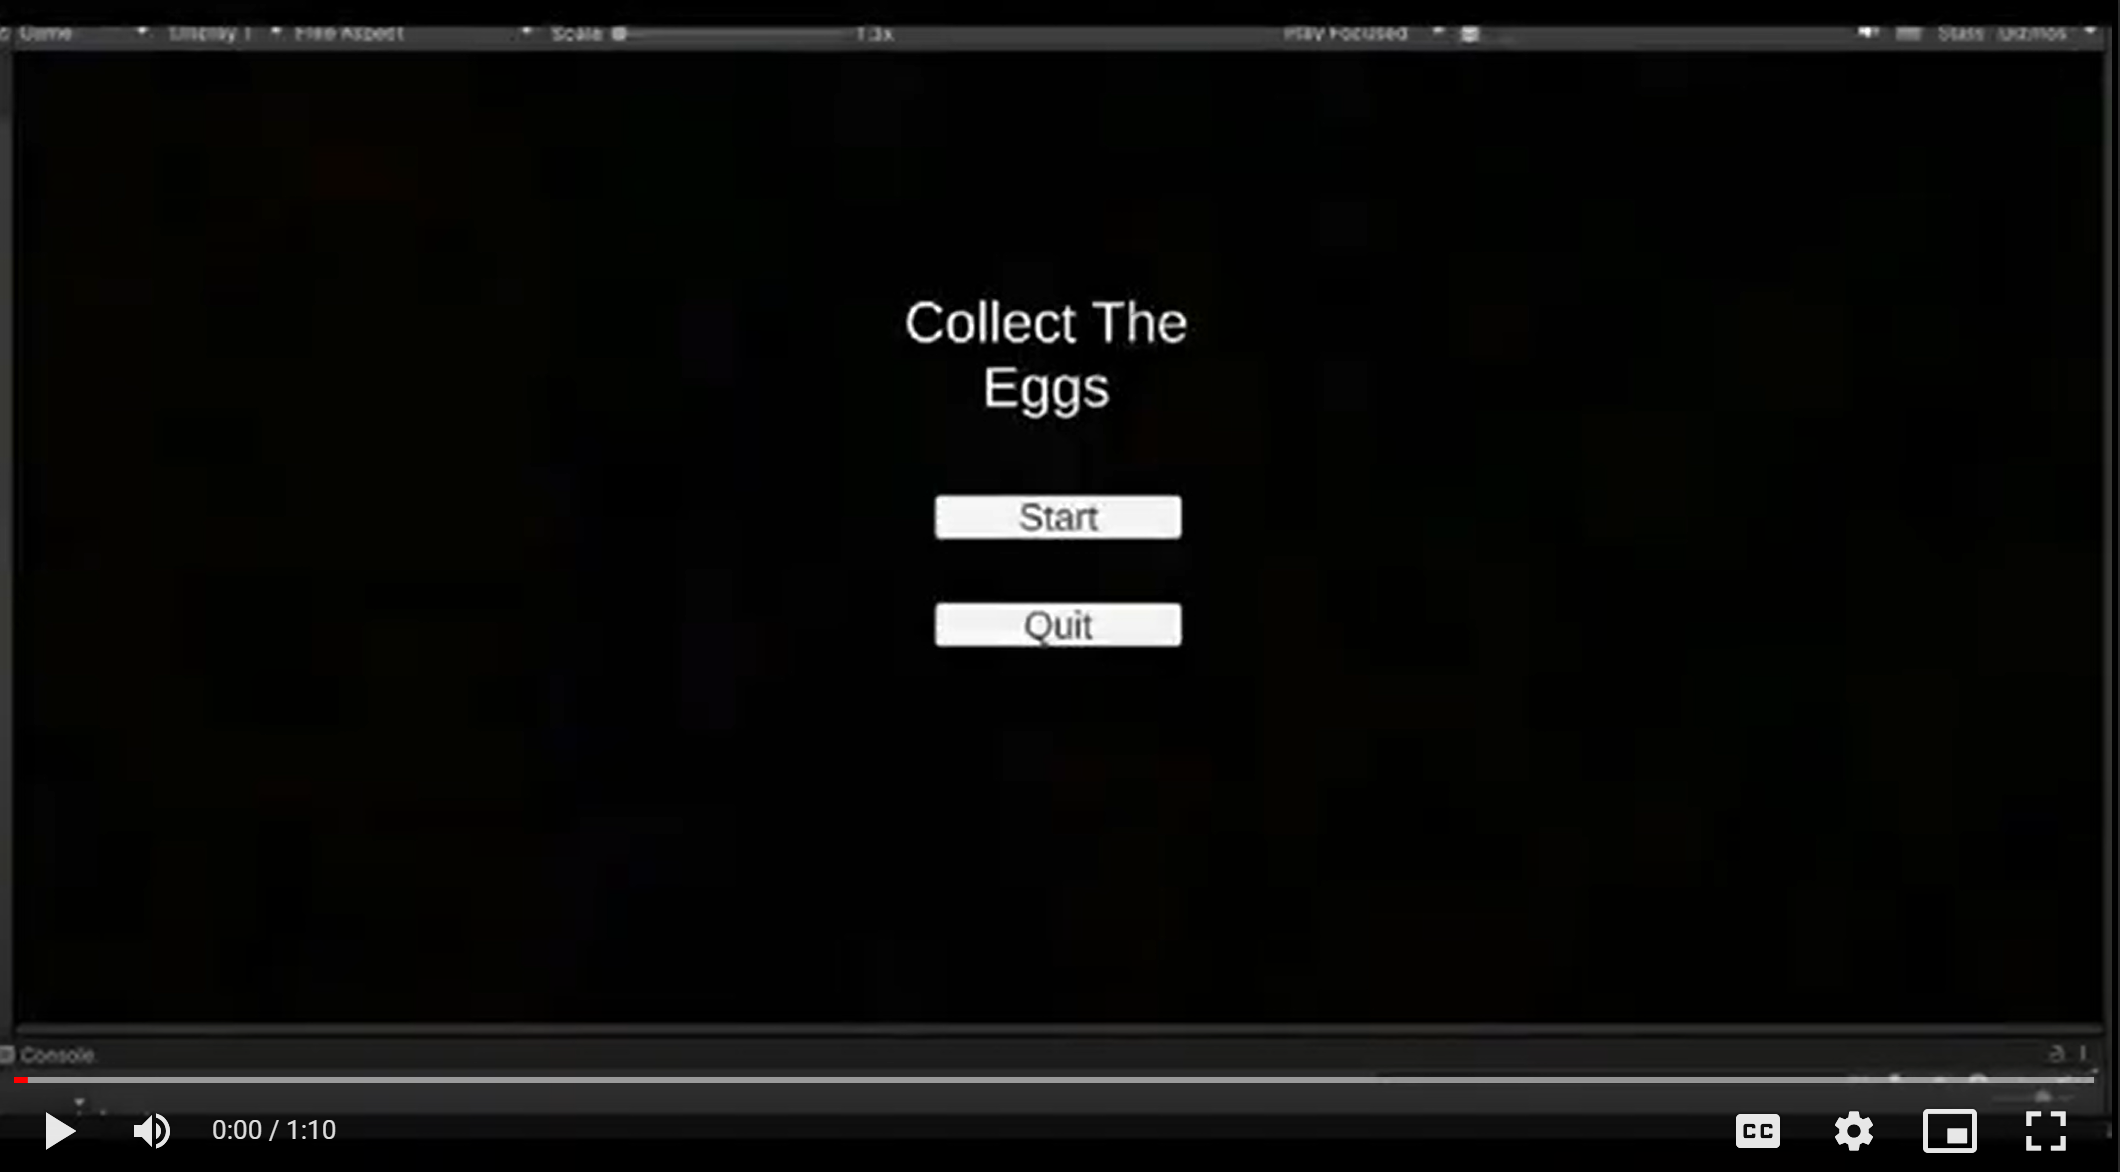 Game Display 1 Free Aspect Scale 1.3x Play Focused Stats Gizmos
Collect The
Eggs
Start
Quit
Console
0:00 / 1:10
CC